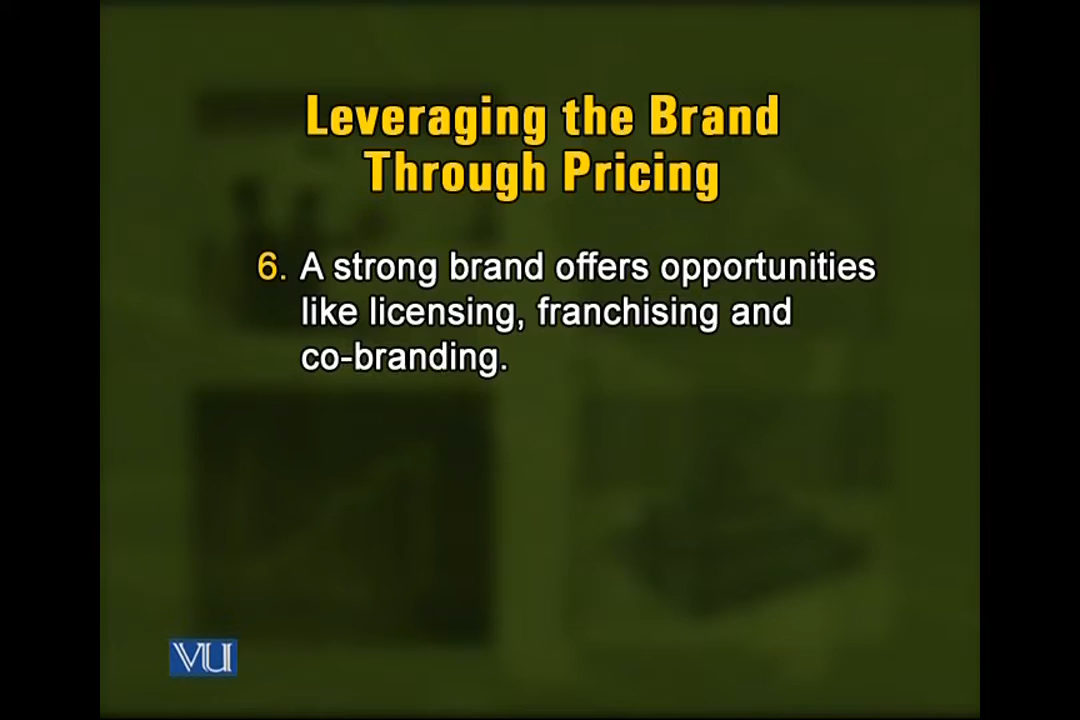 Leveraging the Brand
Through Pricing
6. A strong brand offers opportunities
like licensing, franchising and
co-branding.
VU